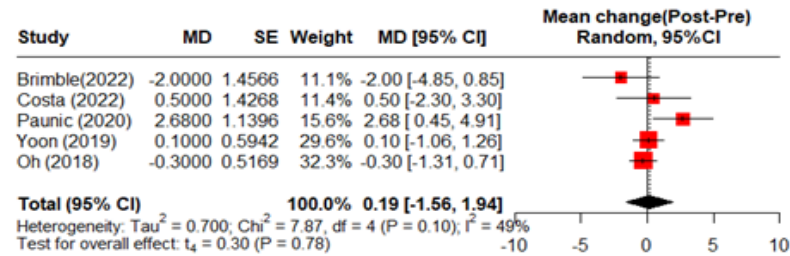 Mean change(Post-Pre)
Study MD SE Weight MD [95% CI] Random, 95%CI
Brimble(2022) -2.0000 1.4566 11.1% -2.00 [-4.85, 0.85]
Costa (2022) 0.5000 1.4268 11.4% 0.50 [-2.30, 3.30]
Paunic (2020) 2.6800 1.1396 15.6% 2.68 [ 0.45, 4.91]
Yoon (2019) 0.1000 0.5942 29.6% 0.10 [-1.06, 1.26]
Oh (2018) -0.3000 0.5169 32.3% -0.30 [-1.31, 0.71]
Total (95% CI) 100.0% 0.19 [-1.56, 1.94]
Heterogeneity: Tau² = 0.700; Chi² = 7.87, df = 4 (P = 0.10); I² = 49%
Test for overall effect: t₄ = 0.30 (P = 0.78)
-10 -5 0 5 10